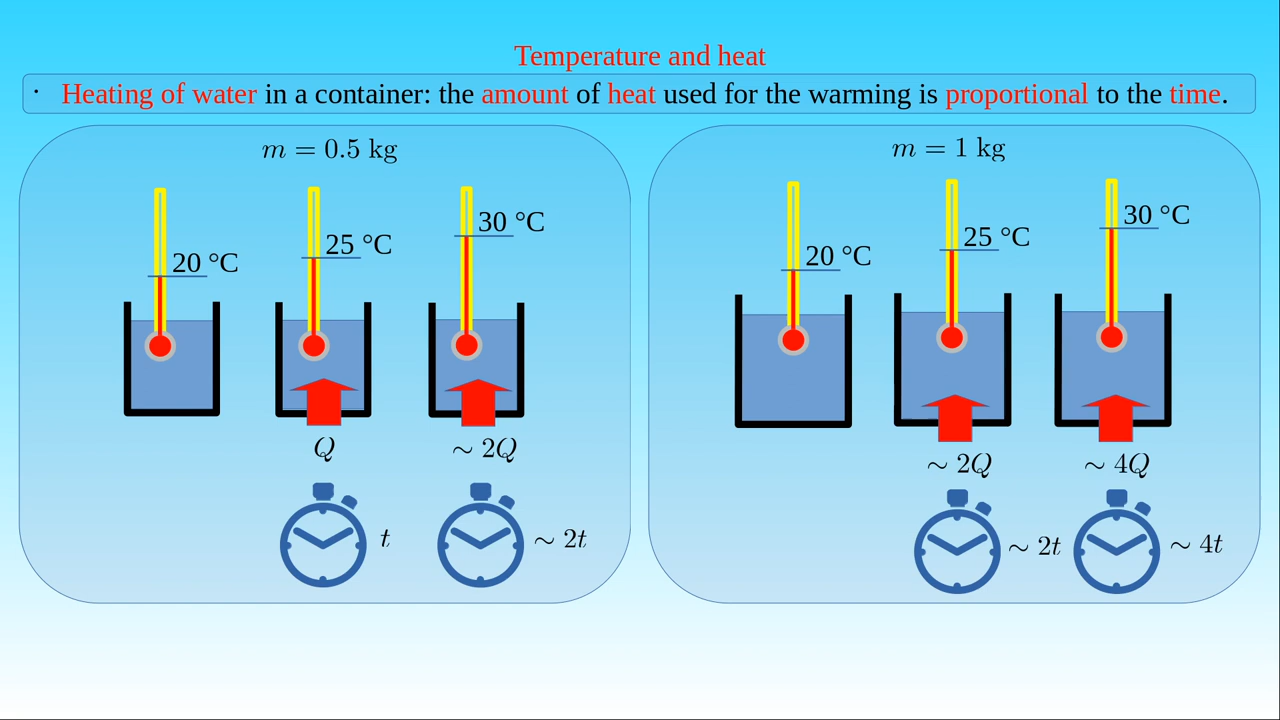 Temperature and heat
· Heating of water in a container: the amount of heat used for the warming is proportional to the time.
m = 0.5 kg
20 °C
25 °C
30 °C
Q
∼ 2Q
t
∼ 2t
m = 1 kg
20 °C
25 °C
30 °C
∼ 2Q
∼ 4Q
∼ 2t
∼ 4t